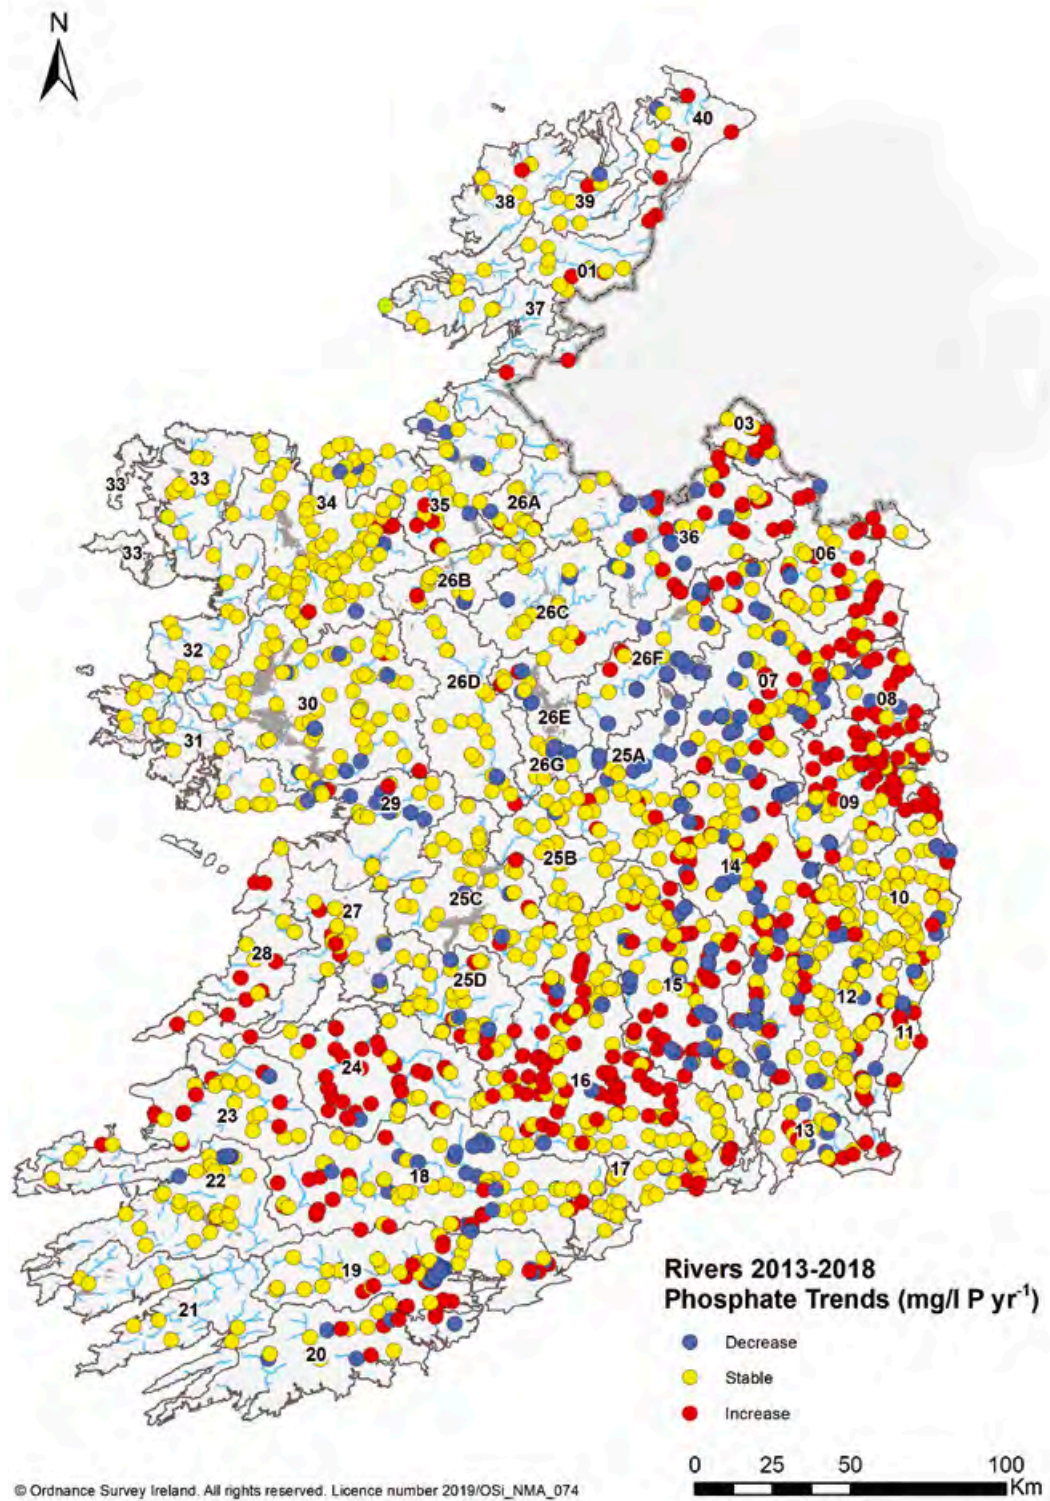 N
40
38
39
01
37
03
33
33
34
35
26A
36
06
33
26B
26C
32
26F
26D
07
30
26E
08
31
25A
26G
29
09
25B
14
25C
10
27
28
25D
15
12
11
24
16
23
13
22
18
17
19
21
20
Rivers 2013-2018
Phosphate Trends (mg/l P yr-1)
Decrease
Stable
Increase
0 25 50 100
Km
© Ordnance Survey Ireland. All rights reserved. Licence number 2019/OSi_NMA_074